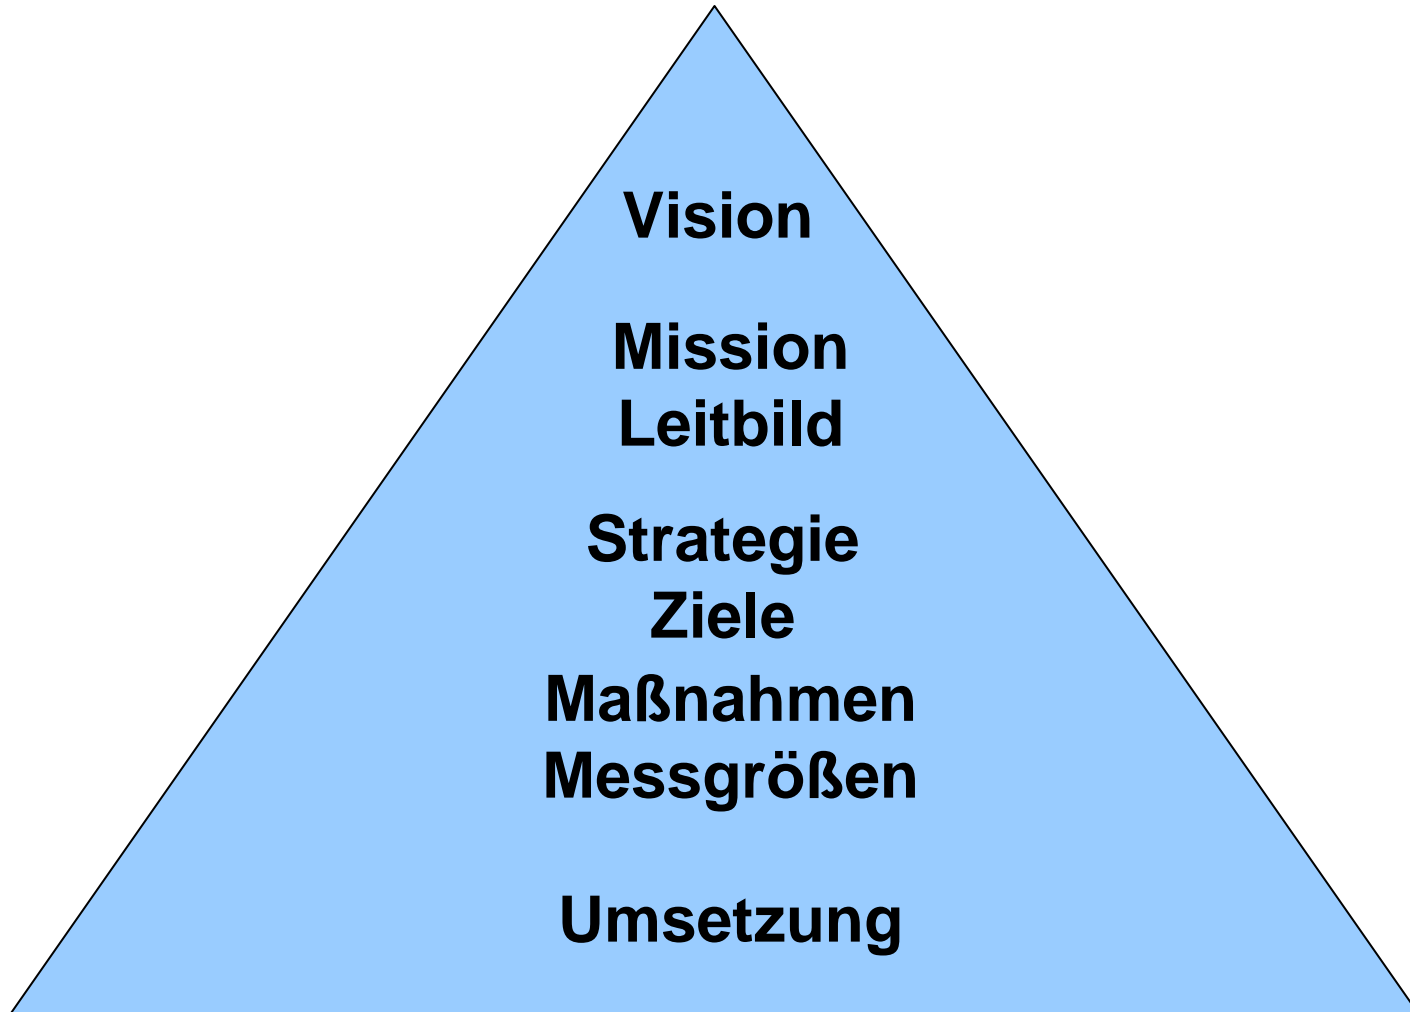 Vision
Mission
Leitbild
Strategie
Ziele
Maßnahmen
Messgrößen
Umsetzung